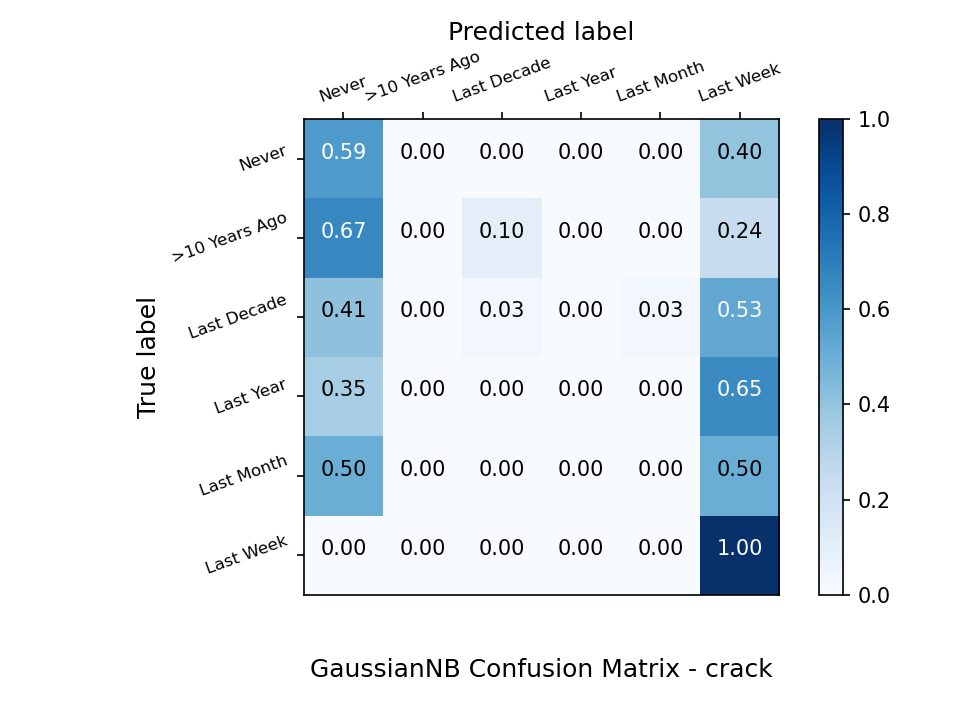 Predicted label
Never >10 Years Ago Last Decade Last Year Last Month Last Week
Never 0.59 0.00 0.00 0.00 0.00 0.40
>10 Years Ago 0.67 0.00 0.10 0.00 0.00 0.24
Last Decade 0.41 0.00 0.03 0.00 0.03 0.53
Last Year 0.35 0.00 0.00 0.00 0.00 0.65
Last Month 0.50 0.00 0.00 0.00 0.00 0.50
Last Week 0.00 0.00 0.00 0.00 0.00 1.00
True label
1.0
0.8
0.6
0.4
0.2
0.0
GaussianNB Confusion Matrix - crack